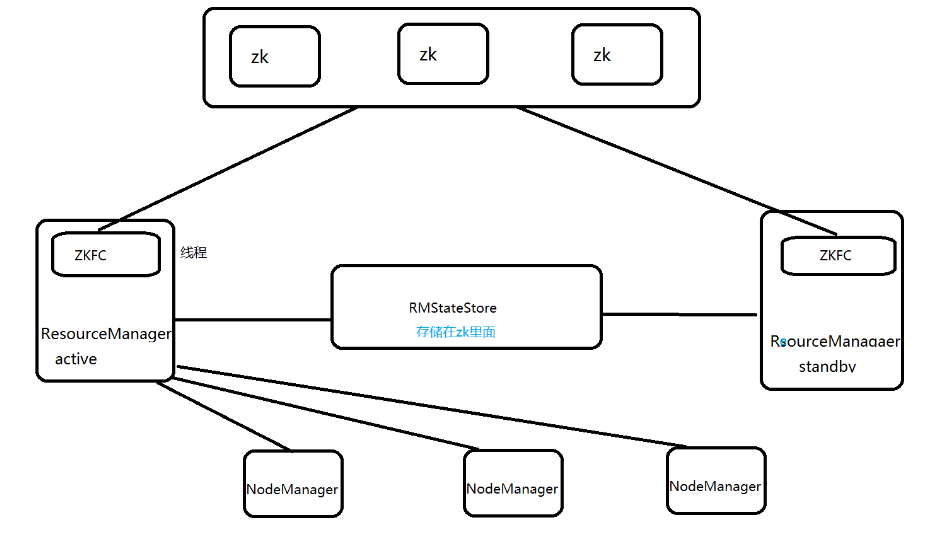 zk
zk
zk
ZKFC
线程
ZKFC
RMStateStore
存储在zk里面
ResourceManager
active
RsourceManagaer
standby
NodeManager
NodeManager
NodeManager